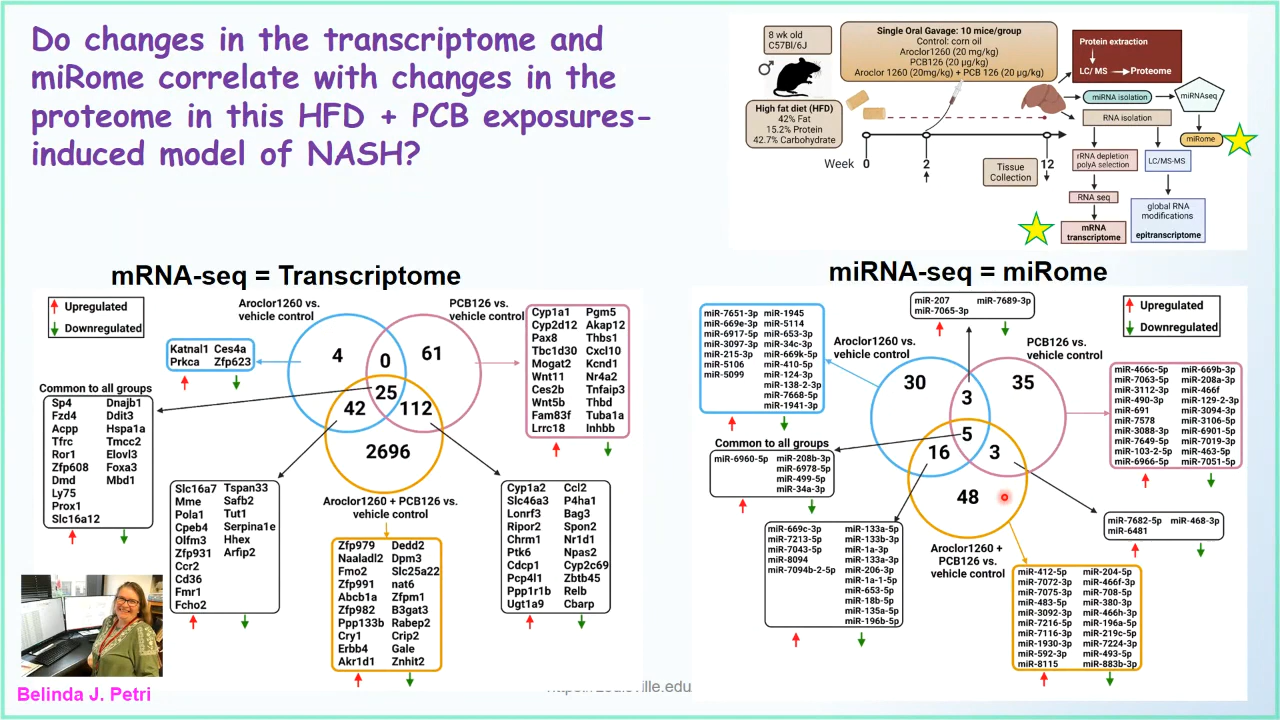 Do changes in the transcriptome and
miRome correlate with changes in the
proteome in this HFD + PCB exposures-
induced model of NASH?
8 wk old
C57Bl/6J
High fat diet (HFD)
42% Fat
15.2% Protein
42.7% Carbohydrate
Single Oral Gavage: 10 mice/group
Control: corn oil
Aroclor1260 (20 mg/kg)
PCB126 (20 µg/kg)
Aroclor 1260 (20mg/kg) + PCB 126 (20 µg/kg)
Week 0 2 12
Tissue
Collection
Protein extraction
LC/ MS Proteome
miRNA isolation
miRNAseq
RNA isolation
miRome
rRNA depletion
polyA selection
LC/MS-MS
RNA seq
mRNA
transcriptome
global RNA
modifications
epitranscriptome
mRNA-seq = Transcriptome
Upregulated
Downregulated
Aroclor1260 vs.
vehicle control
PCB126 vs.
vehicle control
Katnal1 Ces4a
Prkca Zfp623
4
0
61
25
42
112
2696
Cyp1a1 Pgm5
Cyp2d12 Akap12
Pax8 Thbs1
Tbc1d30 Cxcl10
Mogat2 Kcnd1
Wnt11 Nr4a2
Ces2b Tnfaip3
Wnt5b Thbd
Fam83f Tuba1a
Lrrc18 Inhbb
Common to all groups
Sp4 Dnajb1
Fzd4 Ddit3
Acpp Hspa1a
Tfrc Tmcc2
Ror1 Elovl3
Zfp608 Foxa3
Dmd Mbd1
Ly75
Prox1
Slc16a12
Slc16a7 Tspan33
Mme Safb2
Pola1 Tut1
Cpeb4 Serpina1e
Olfm3 Hhex
Zfp931 Arfip2
Ccr2
Cd36
Fmr1
Fcho2
Aroclor1260 + PCB126 vs.
vehicle control
Zfp979 Dedd2
Naaladl2 Dpm3
Fmo2 Slc25a22
Zfp991 nat6
Abcb1a Zfpm1
Zfp982 B3gat3
Ppp133b Rabep2
Cry1 Crip2
Erbb4 Gale
Akr1d1 Znhit2
Cyp1a2 Ccl2
Slc46a3 P4ha1
Lonrf3 Bag3
Ripor2 Spon2
Chrm1 Nr1d1
Ptk6 Npas2
Cdcp1 Cyp2c69
Pcp4l1 Zbtb45
Ppp1r1b Relb
Ugt1a9 Cbarp
miRNA-seq = miRome
miR-7651-3p miR-1945
miR-669e-3p miR-5114
miR-6917-5p miR-653-3p
miR-3097-3p miR-34c-3p
miR-215-3p miR-669k-5p
miR-5106 miR-410-5p
miR-5099 miR-124-3p
miR-138-2-3p
miR-7668-5p
miR-1941-3p
miR-207 miR-7689-3p
miR-7065-3p
Upregulated
Downregulated
Aroclor1260 vs.
vehicle control
PCB126 vs.
vehicle control
30
3
35
5
16
3
48
miR-466c-5p miR-669b-3p
miR-7063-5p miR-208a-3p
miR-3112-3p miR-466f
miR-490-3p miR-129-2-3p
miR-691 miR-3094-3p
miR-7578 miR-3106-5p
miR-3088-3p miR-6901-5p
miR-7649-5p miR-7019-3p
miR-103-2-5p miR-463-5p
miR-6966-5p miR-7051-5p
Common to all groups
miR-6960-5p miR-208b-3p
miR-6978-5p
miR-499-5p
miR-34a-3p
miR-669c-3p miR-133a-5p
miR-7213-5p miR-133b-3p
miR-7043-5p miR-1a-3p
miR-8094 miR-133a-3p
miR-7094b-2-5p miR-206-3p
miR-1a-1-5p
miR-653-5p
miR-18b-5p
miR-135a-5p
miR-196b-5p
Aroclor1260 +
PCB126 vs.
vehicle control
miR-7682-5p miR-468-3p
miR-6481
miR-412-5p miR-204-5p
miR-7072-3p miR-466f-3p
miR-7075-3p miR-708-5p
miR-483-5p miR-380-3p
miR-3092-3p miR-466h-3p
miR-7216-5p miR-196a-5p
miR-7116-3p miR-219c-5p
miR-1930-3p miR-7224-3p
miR-592-3p miR-493-5p
miR-8115 miR-883b-3p
Belinda J. Petri